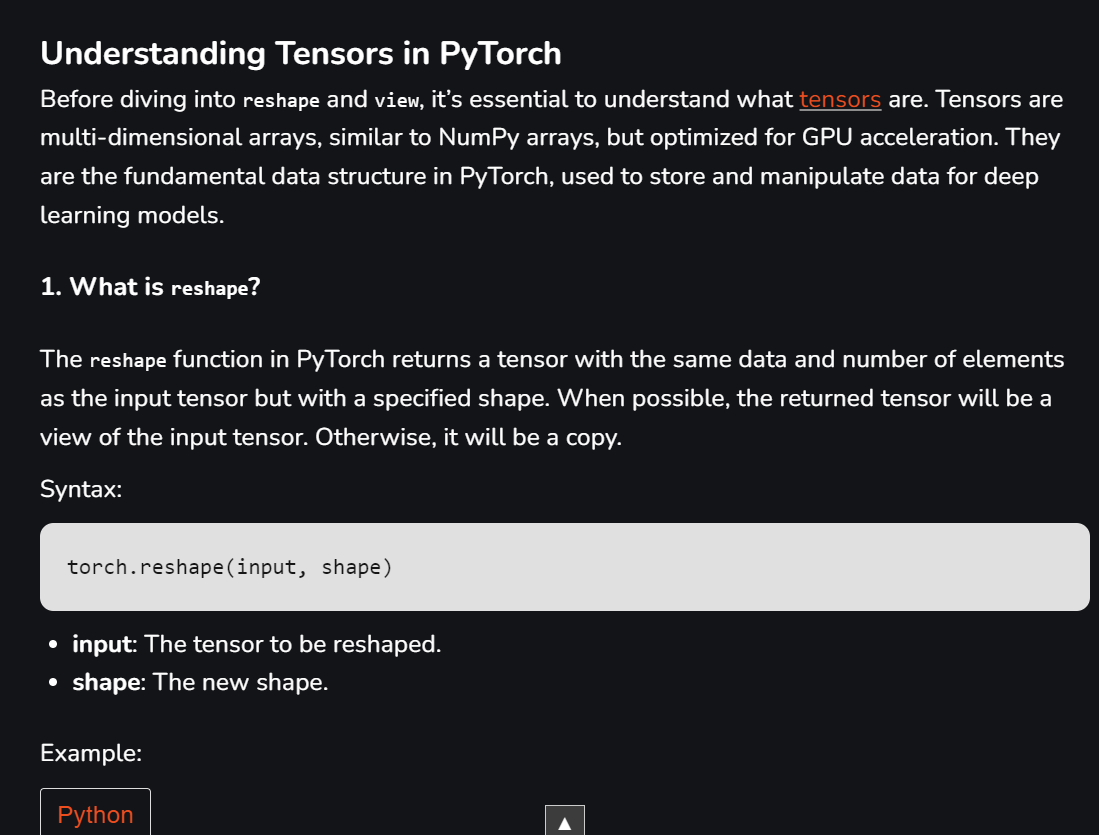 Understanding Tensors in PyTorch
Before diving into reshape and view, it’s essential to understand what tensors are. Tensors are
multi-dimensional arrays, similar to NumPy arrays, but optimized for GPU acceleration. They
are the fundamental data structure in PyTorch, used to store and manipulate data for deep
learning models.
1. What is reshape?
The reshape function in PyTorch returns a tensor with the same data and number of elements
as the input tensor but with a specified shape. When possible, the returned tensor will be a
view of the input tensor. Otherwise, it will be a copy.
Syntax:
torch.reshape(input, shape)
• input: The tensor to be reshaped.
• shape: The new shape.
Example:
Python